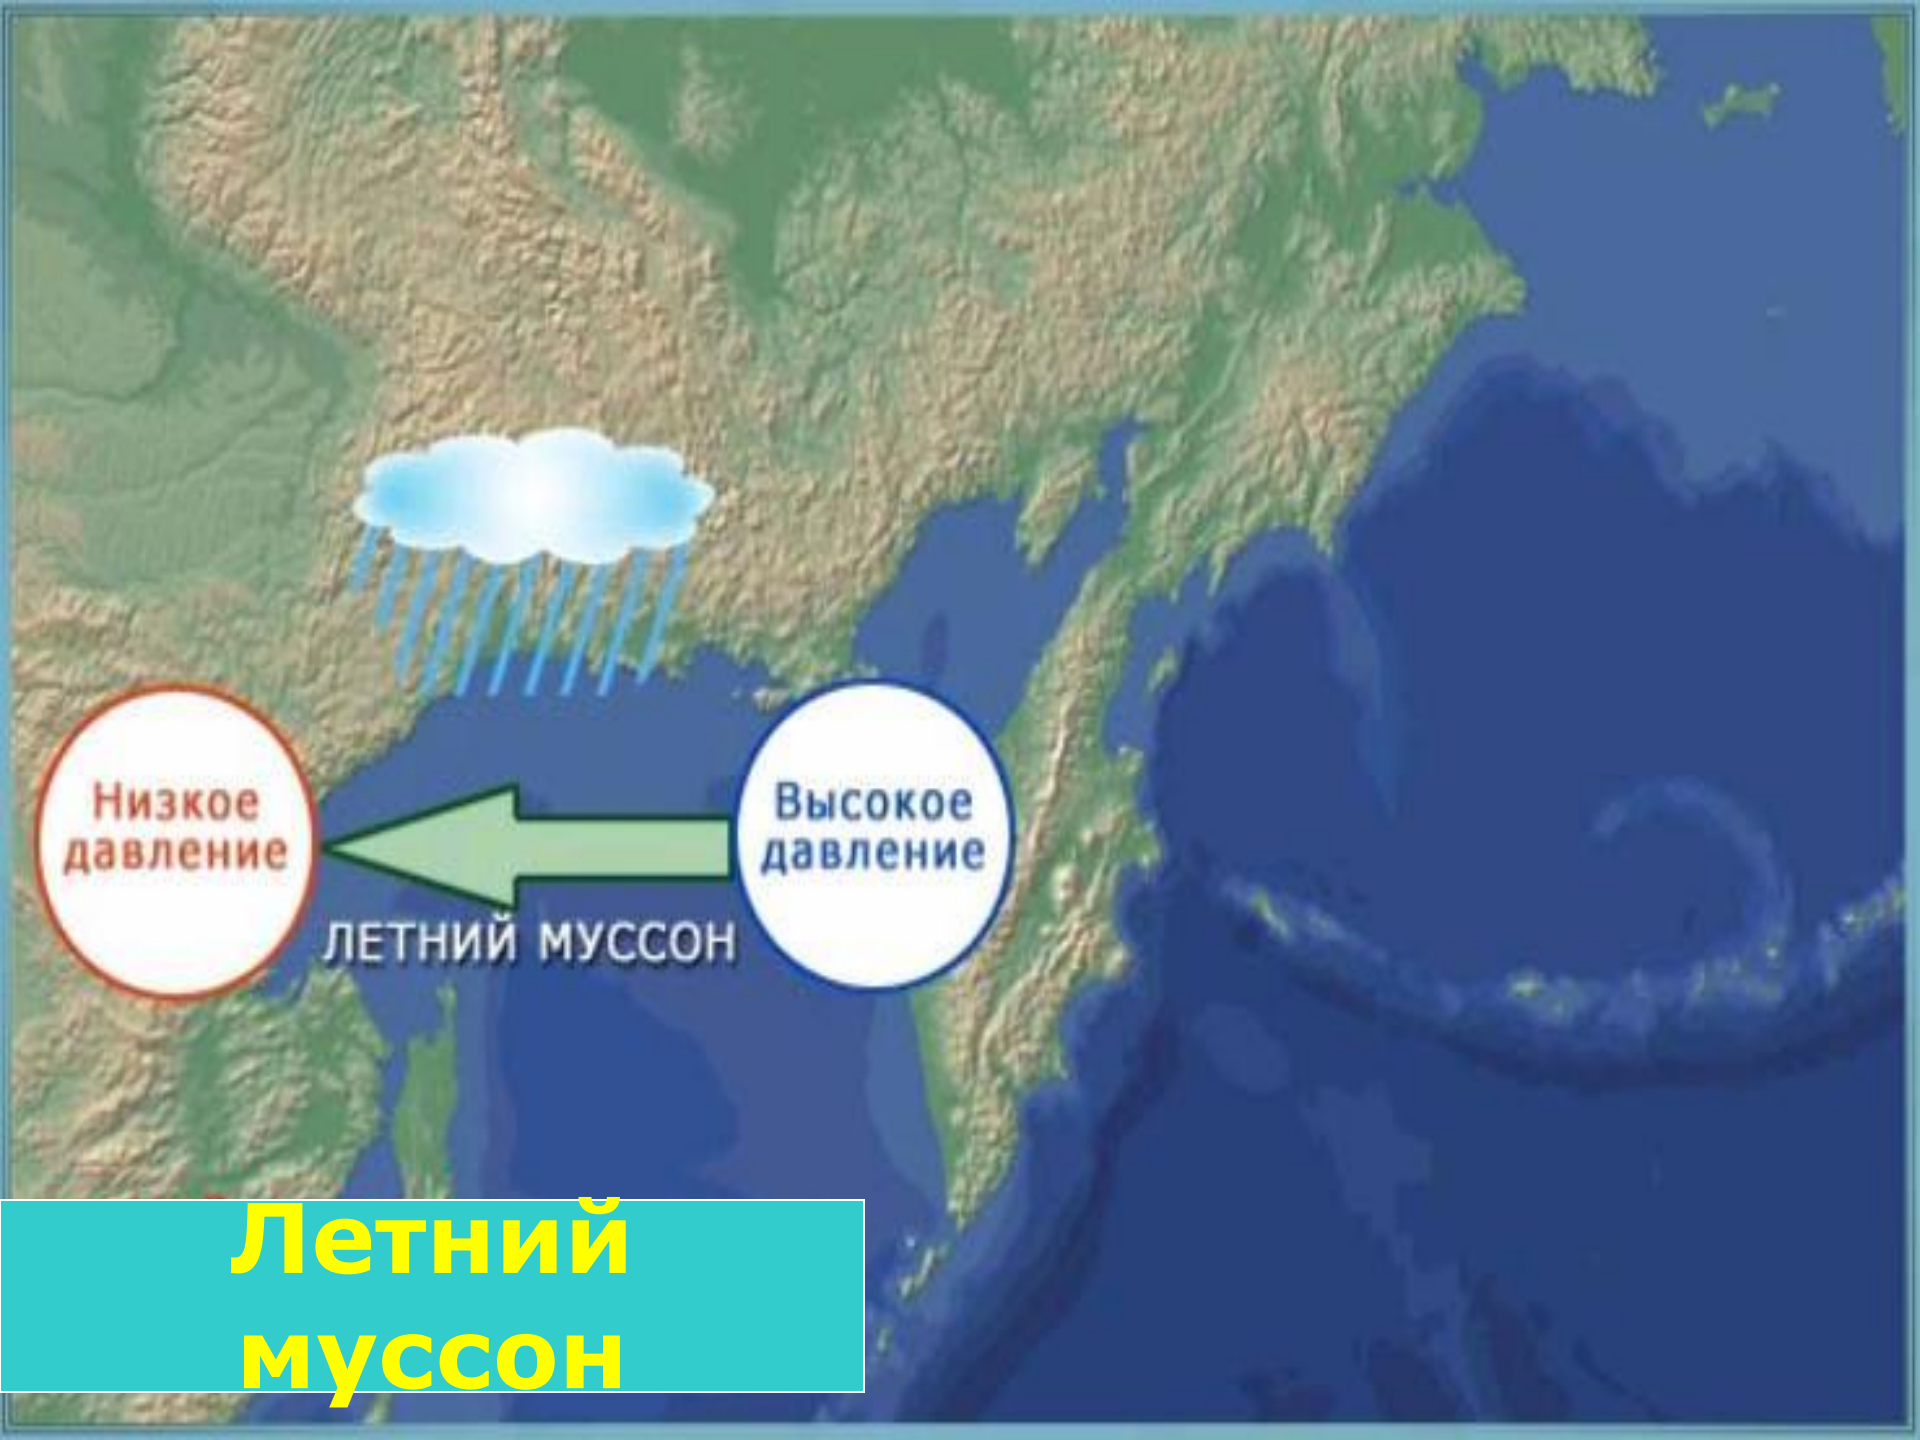 Низкое
давление
Высокое
давление
ЛЕТНИЙ МУССОН
Летний
муссон